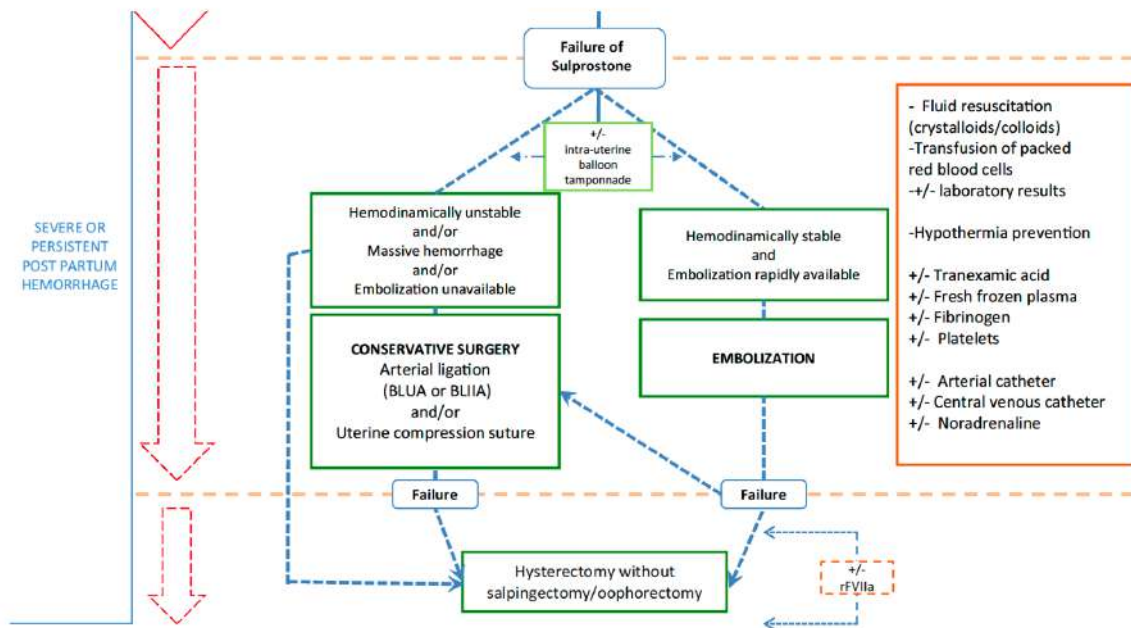 Failure of
Sulprostone
+/-
intra-uterine
balloon
tamponnade
SEVERE OR
PERSISTENT
POST PARTUM
HEMORRHAGE
Hemodinamically unstable
and/or
Massive hemorrhage
and/or
Embolization unavailable
Hemodinamically stable
and
Embolization rapidly available
CONSERVATIVE SURGERY
Arterial ligation
(BLUA or BLIIA)
and/or
Uterine compression suture
EMBOLIZATION
- Fluid resuscitation
(crystalloids/colloids)
-Transfusion of packed
red blood cells
-+/- laboratory results
-Hypothermia prevention
+/- Tranexamic acid
+/- Fresh frozen plasma
+/- Fibrinogen
+/- Platelets
+/- Arterial catheter
+/- Central venous catheter
+/- Noradrenaline
Failure
Failure
Hysterectomy without
salpingectomy/oophorectomy
+/-
rFVIIa